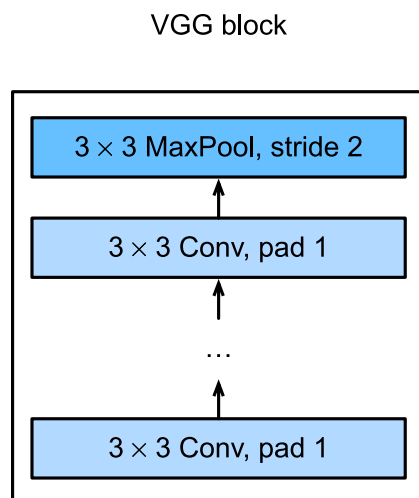 VGG block
3 × 3 MaxPool, stride 2
3 × 3 Conv, pad 1
...
3 × 3 Conv, pad 1